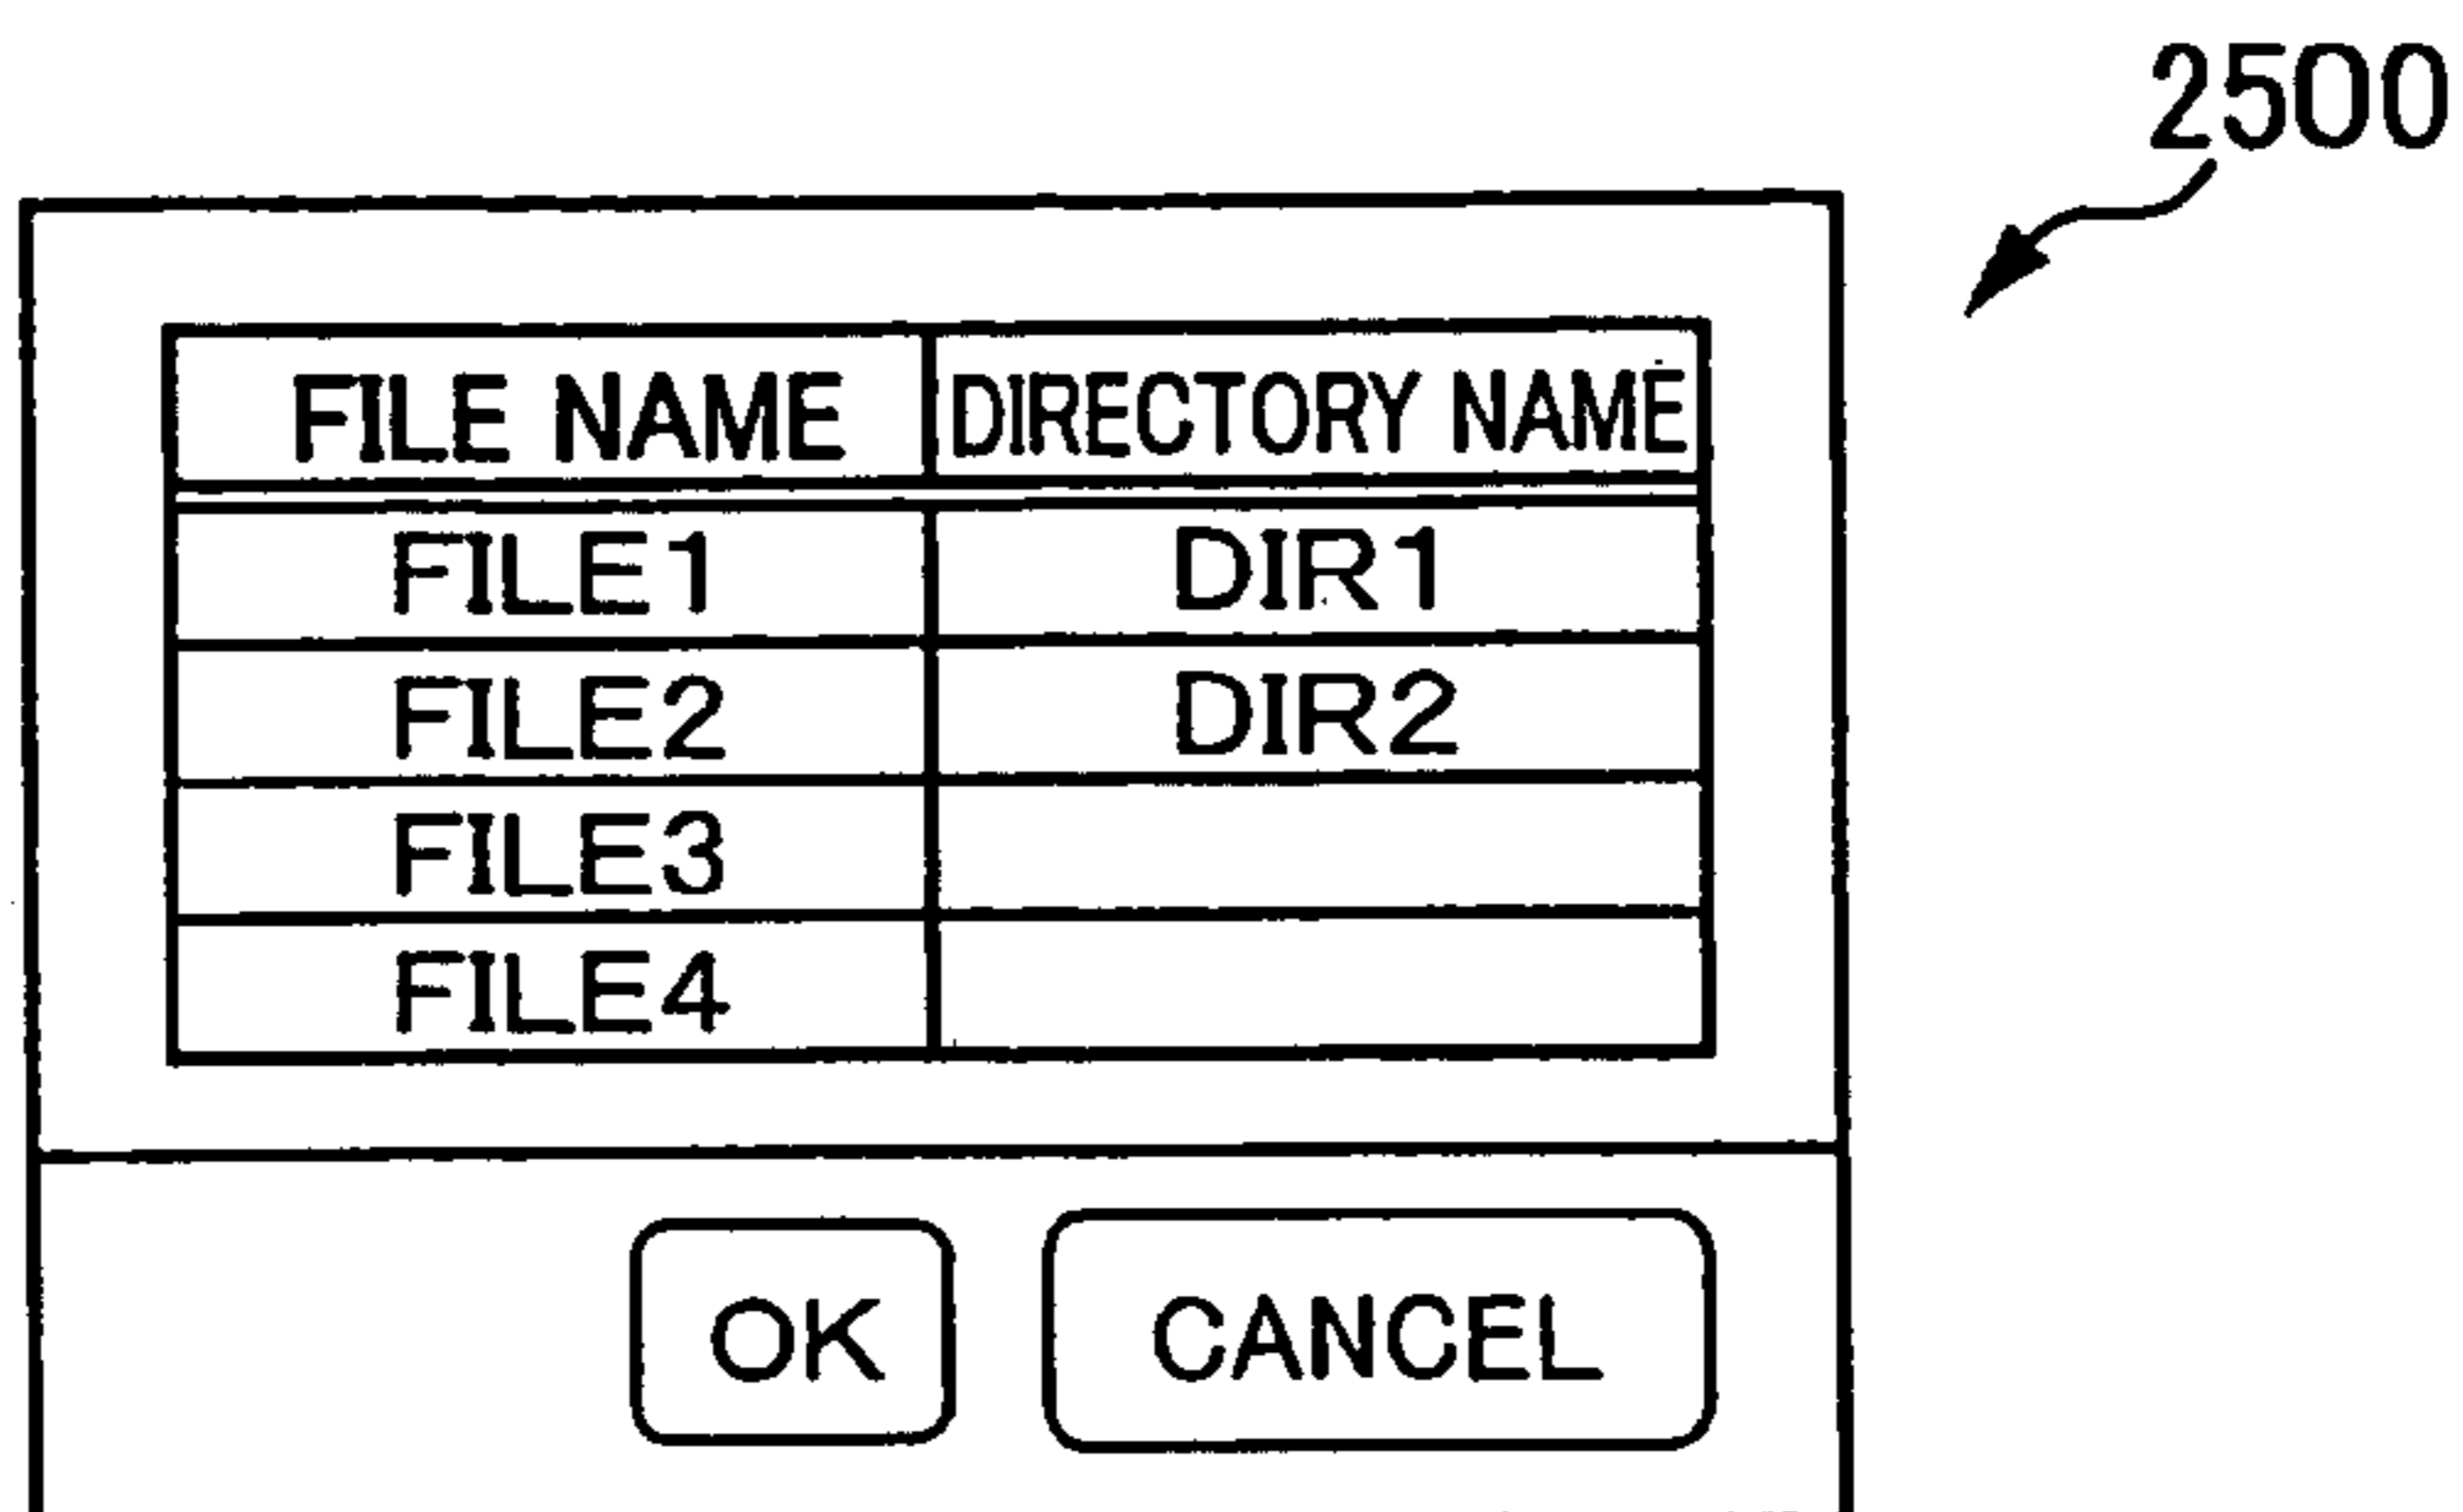 2500
FILE NAME DIRECTORY NAME
FILE1 DIR1
FILE2 DIR2
FILE3
FILE4
OK CANCEL